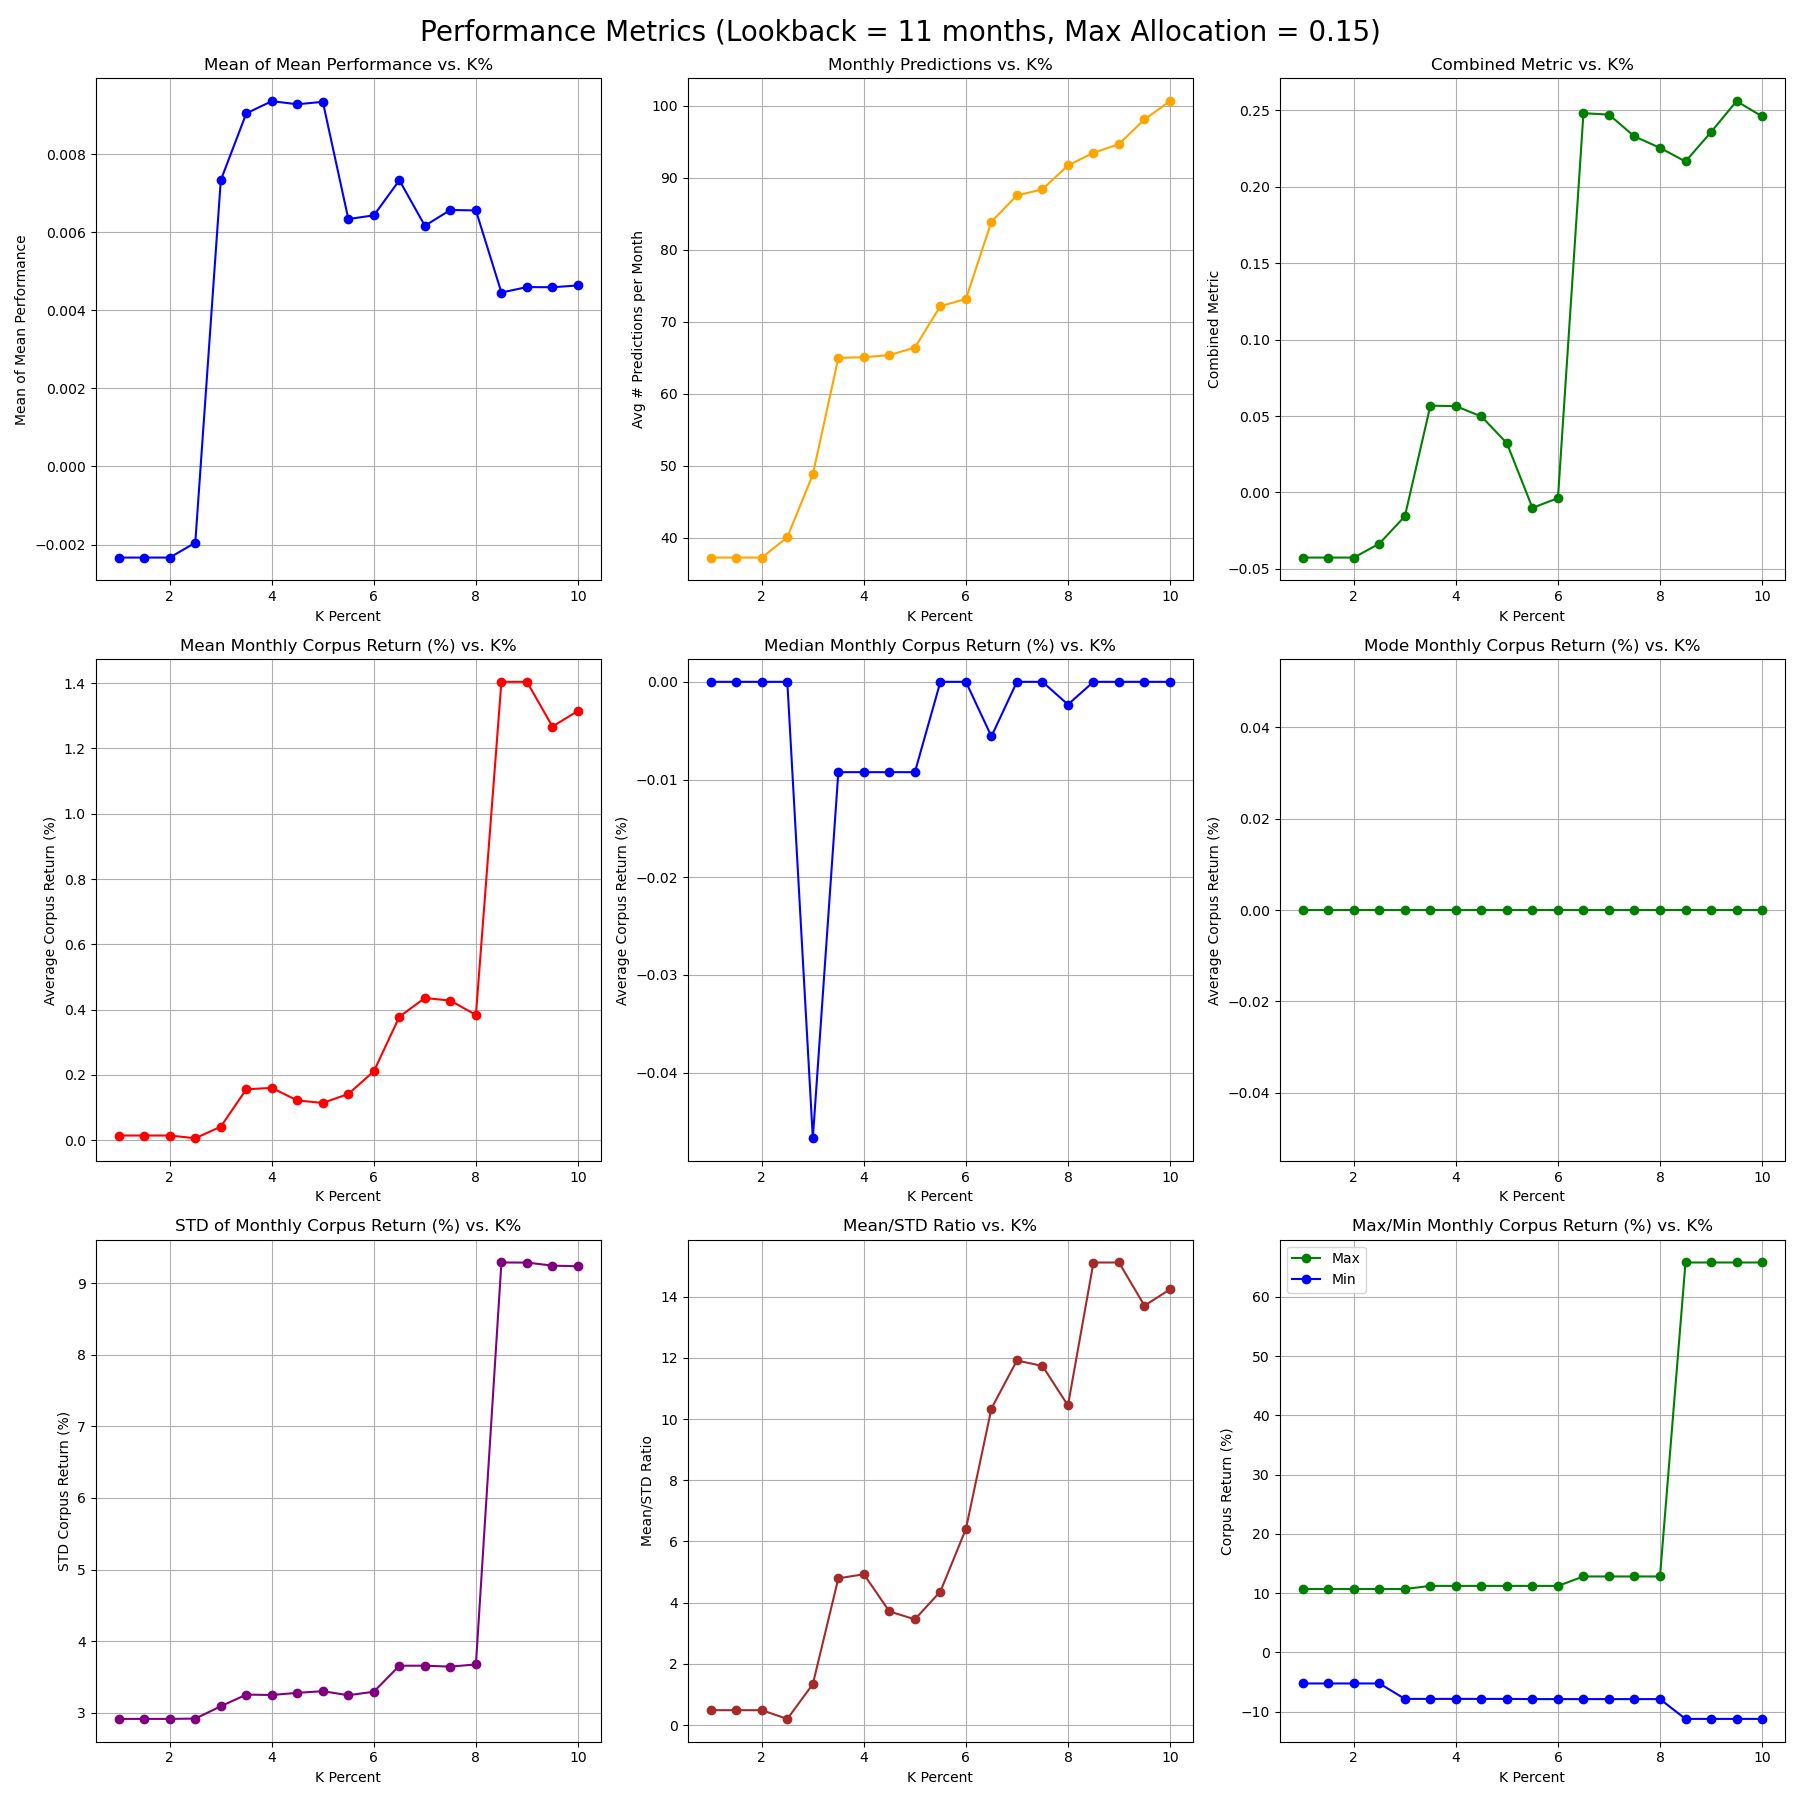 Performance Metrics (Lookback = 11 months, Max Allocation = 0.15)
Mean of Mean Performance vs. K%
Mean of Mean Performance
0.008
0.006
0.004
0.002
0.000
−0.002
2 4 6 8 10
K Percent
Monthly Predictions vs. K%
Avg # Predictions per Month
100
90
80
70
60
50
40
2 4 6 8 10
K Percent
Combined Metric vs. K%
Combined Metric
0.25
0.20
0.15
0.10
0.05
0.00
−0.05
2 4 6 8 10
K Percent
Mean Monthly Corpus Return (%) vs. K%
Average Corpus Return (%)
1.4
1.2
1.0
0.8
0.6
0.4
0.2
0.0
2 4 6 8 10
K Percent
Median Monthly Corpus Return (%) vs. K%
Average Corpus Return (%)
0.00
−0.01
−0.02
−0.03
−0.04
2 4 6 8 10
K Percent
Mode Monthly Corpus Return (%) vs. K%
Average Corpus Return (%)
0.04
0.02
0.00
−0.02
−0.04
2 4 6 8 10
K Percent
STD of Monthly Corpus Return (%) vs. K%
STD Corpus Return (%)
9
8
7
6
5
4
3
2 4 6 8 10
K Percent
Mean/STD Ratio vs. K%
Mean/STD Ratio
14
12
10
8
6
4
2
0
2 4 6 8 10
K Percent
Max/Min Monthly Corpus Return (%) vs. K%
Corpus Return (%)
Max
Min
60
50
40
30
20
10
0
−10
2 4 6 8 10
K Percent